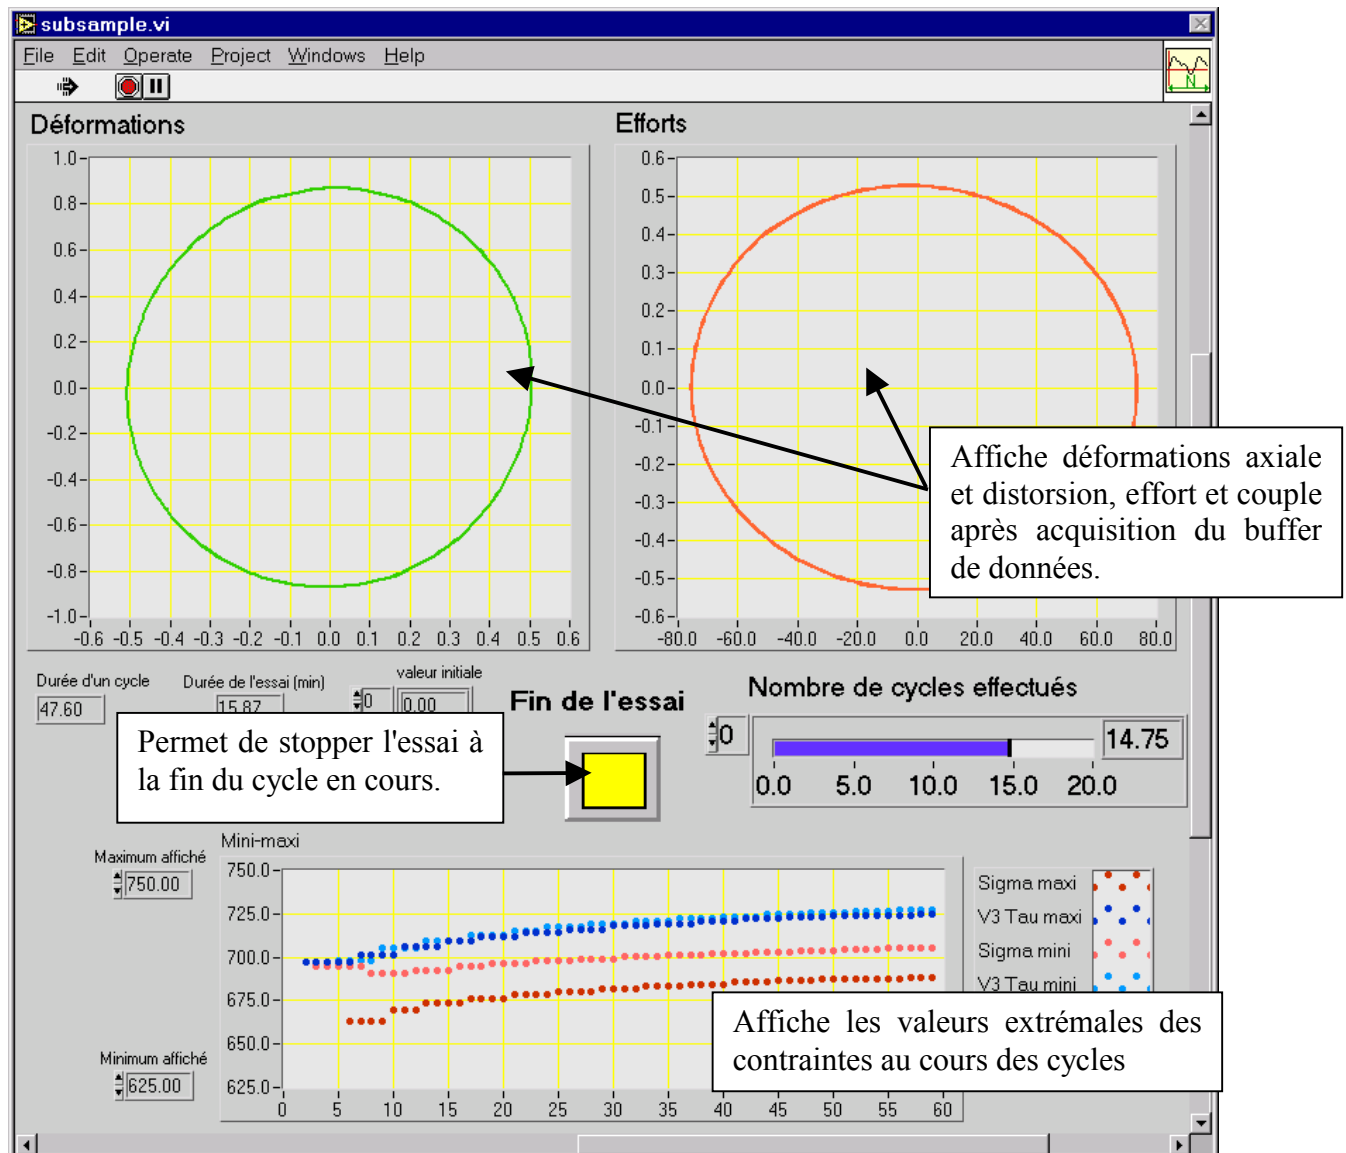 subsample.vi
File Edit Operate Project Windows Help
N
Déformations
1.0
0.8
0.6
0.4
0.2
0.0
-0.2
-0.4
-0.6
-0.8
-1.0
-0.6 -0.5 -0.4 -0.3 -0.2 -0.1 0.0 0.1 0.2 0.3 0.4 0.5 0.6
Efforts
0.6
0.5
0.4
0.3
0.2
0.1
0.0
-0.1
-0.2
-0.3
-0.4
-0.5
-0.6
-80.0 -60.0 -40.0 -20.0 0.0 20.0 40.0 60.0 80.0
Affiche déformations axiale
et distorsion, effort et couple
après acquisition du buffer
de données.
Durée d'un cycle
47.60
Durée de l'essai (min)
15.87
valeur initiale
0 0.00
Fin de l'essai
Nombre de cycles effectués
0
14.75
0.0 5.0 10.0 15.0 20.0
Permet de stopper l'essai à
la fin du cycle en cours.
Mini-maxi
Maximum affiché
750.00
Minimum affiché
625.00
750.0
725.0
700.0
675.0
650.0
625.0
0 5 10 15 20 25 30 35 40 45 50 55 60
Sigma maxi
V3 Tau maxi
Sigma mini
V3 Tau mini
Affiche les valeurs extrémales des
contraintes au cours des cycles